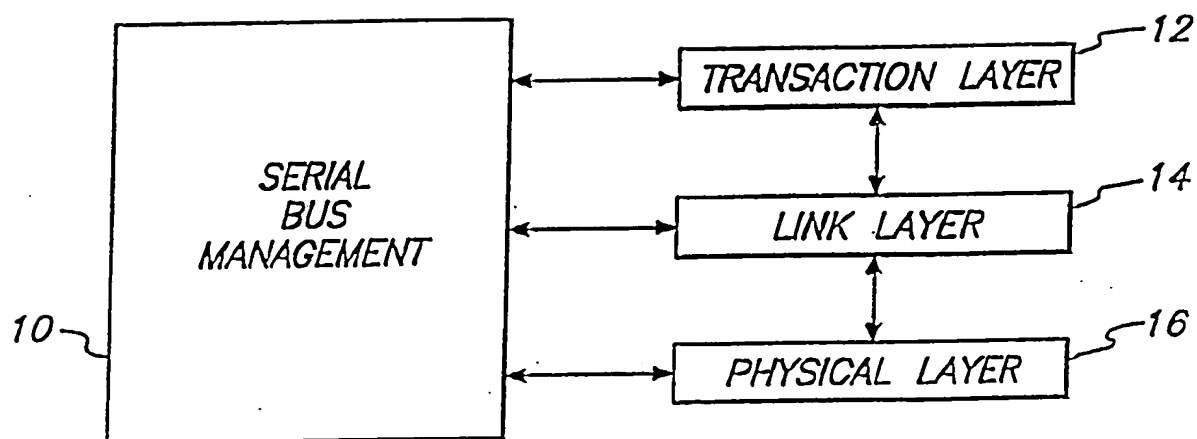 12
TRANSACTION LAYER
SERIAL
BUS
MANAGEMENT
14
LINK LAYER
10
16
PHYSICAL LAYER